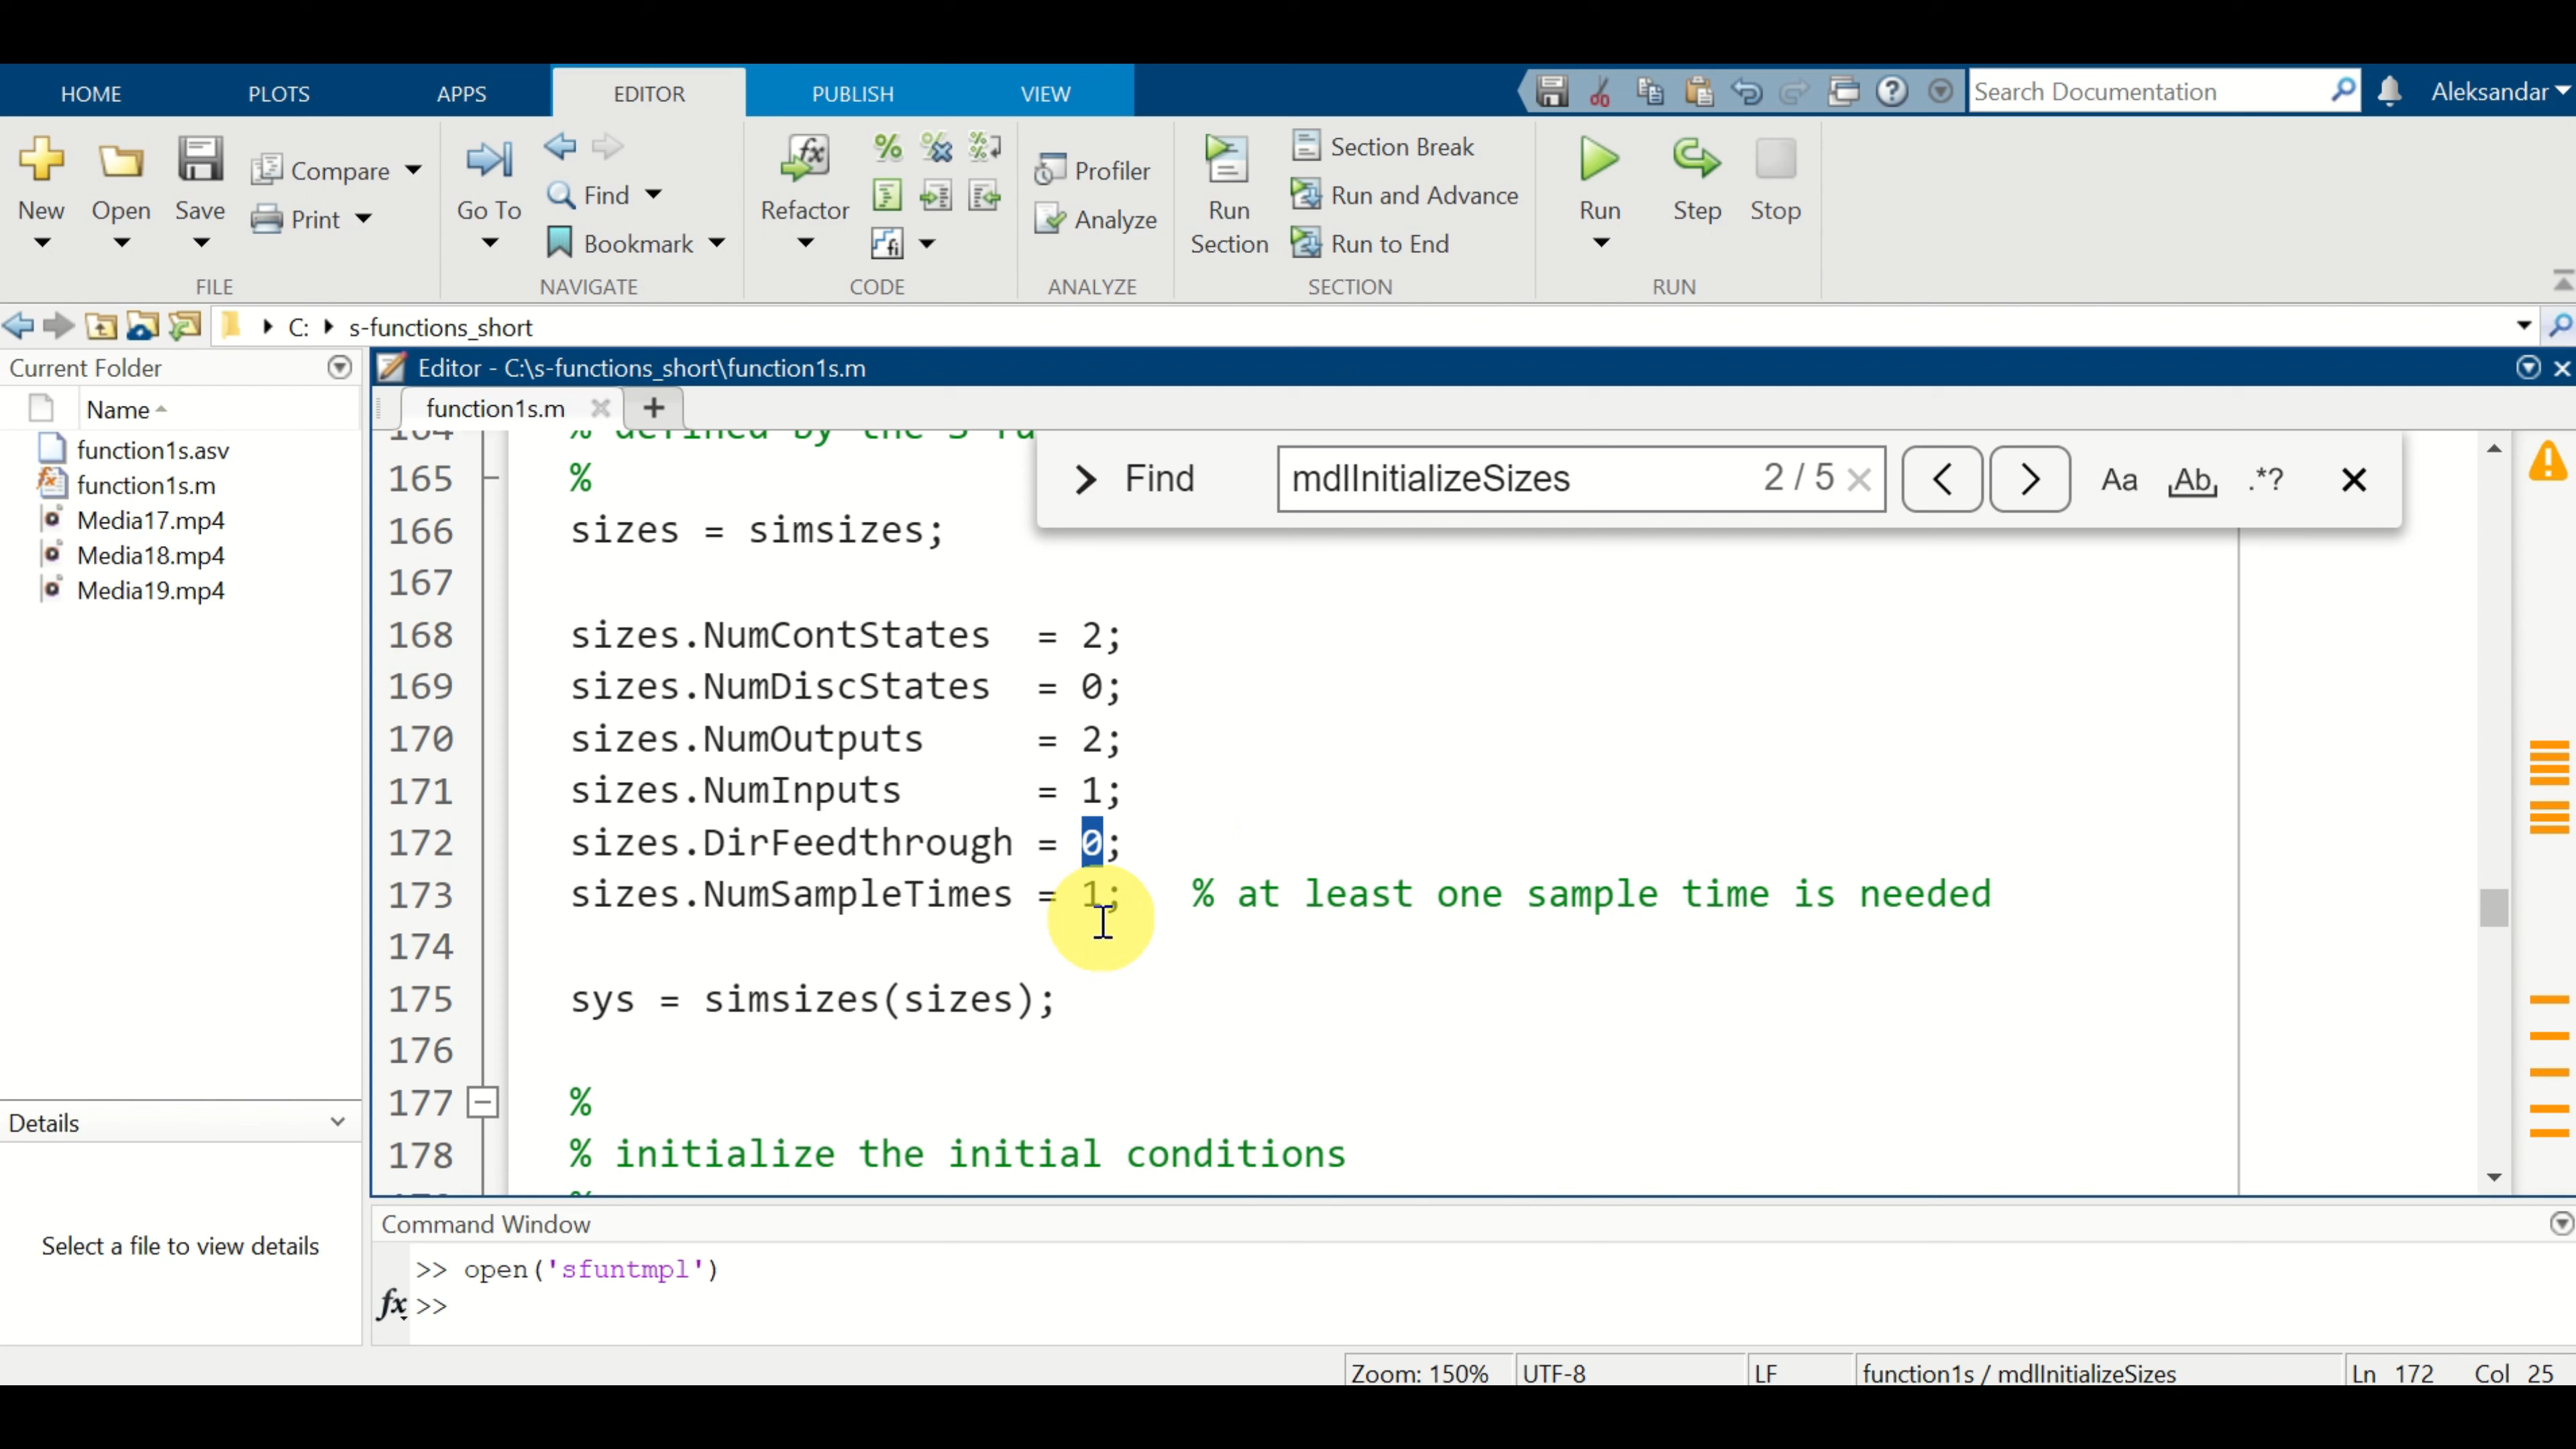 HOME PLOTS APPS EDITOR PUBLISH VIEW Search Documentation Aleksandar
New Open Save Compare Print
FILE
Go To Find Bookmark
NAVIGATE
Refactor
CODE
Profiler
Analyze
ANALYZE
Run Section
Section Break
Run and Advance
Run to End
SECTION
Run Step Stop
RUN
C: s-functions_short
Current Folder
Name
function1s.asv
function1s.m
Media17.mp4
Media18.mp4
Media19.mp4
Details
Select a file to view details
Editor - C:\s-functions_short\function1s.m
function1s.m
Find mdlInitializeSizes 2 / 5 Aa Ab .*?
164 % defined by the S-fu
165 %
166 sizes = simsizes;
167
168 sizes.NumContStates = 2;
169 sizes.NumDiscStates = 0;
170 sizes.NumOutputs = 2;
171 sizes.NumInputs = 1;
172 sizes.DirFeedthrough = 0;
173 sizes.NumSampleTimes = 1; % at least one sample time is needed
174
175 sys = simsizes(sizes);
176
177 %
178 % initialize the initial conditions
Command Window
>> open('sfuntmpl')
fx >>
Zoom: 150% UTF-8 LF function1s / mdlInitializeSizes Ln 172 Col 25